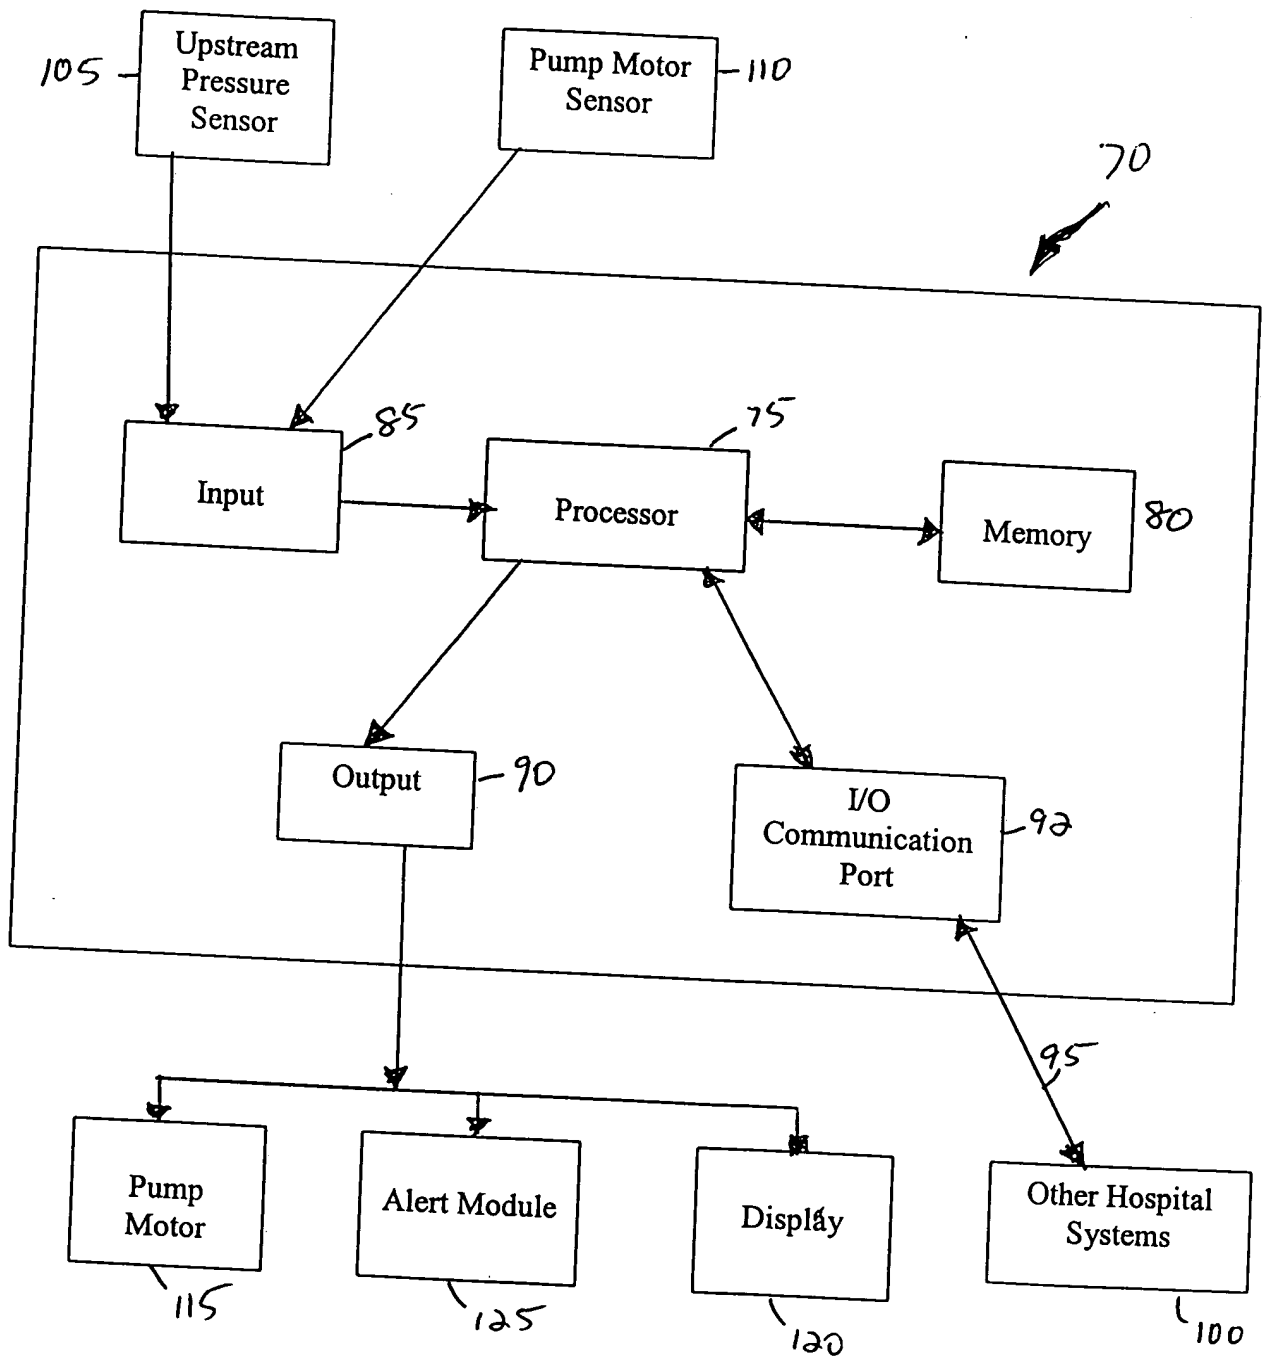 Upstream
Pressure
Sensor
105
Pump Motor
Sensor
110
70
85
Input
75
Processor
Memory
80
Output
90
I/O
Communication
Port
92
95
Pump
Motor
115
Alert Module
125
Display
120
Other Hospital
Systems
100